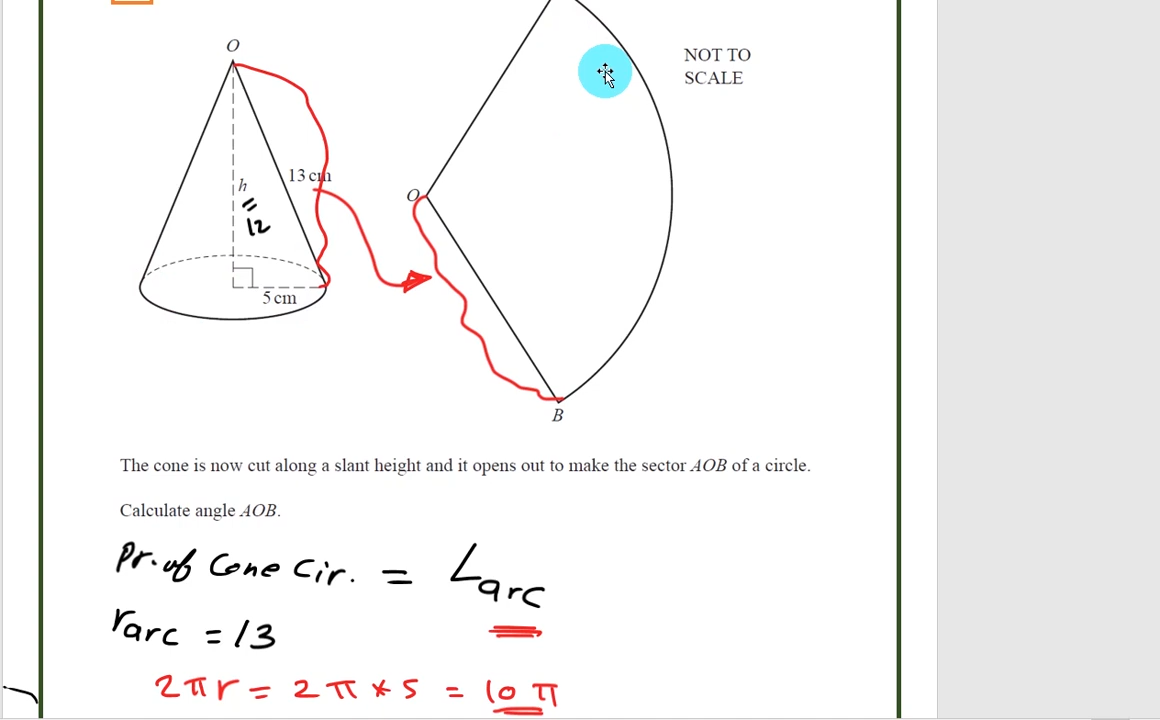 O
NOT TO
SCALE
13 cm
h
= 12
O
5 cm
B
The cone is now cut along a slant height and it opens out to make the sector AOB of a circle.
Calculate angle AOB.
Pr. of Cone Cir. = Larc
rarc = 13
2πr = 2π * 5 = 10π